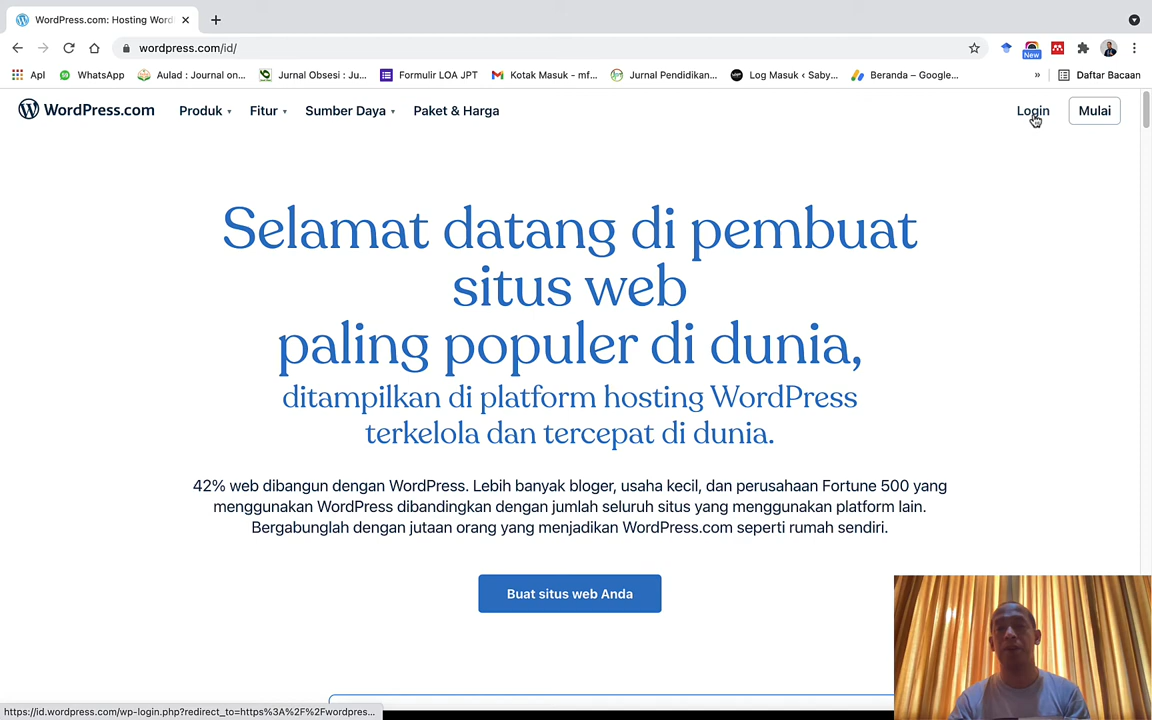 WordPress.com: Hosting Word
wordpress.com/id/
New
Apl
WhatsApp
Aulad : Journal on...
Jurnal Obsesi : Ju...
Formulir LOA JPT
Kotak Masuk - mf...
Jurnal Pendidikan...
Log Masuk ‹ Saby...
Beranda – Google...
»
Daftar Bacaan
WordPress.com
Produk
Fitur
Sumber Daya
Paket & Harga
Login
Mulai
Selamat datang di pembuat
situs web
paling populer di dunia,
ditampilkan di platform hosting WordPress
terkelola dan tercepat di dunia.
42% web dibangun dengan WordPress. Lebih banyak bloger, usaha kecil, dan perusahaan Fortune 500 yang
menggunakan WordPress dibandingkan dengan jumlah seluruh situs yang menggunakan platform lain.
Bergabunglah dengan jutaan orang yang menjadikan WordPress.com seperti rumah sendiri.
Buat situs web Anda
https://id.wordpress.com/wp-login.php?redirect_to=https%3A%2F%2Fwordpres...